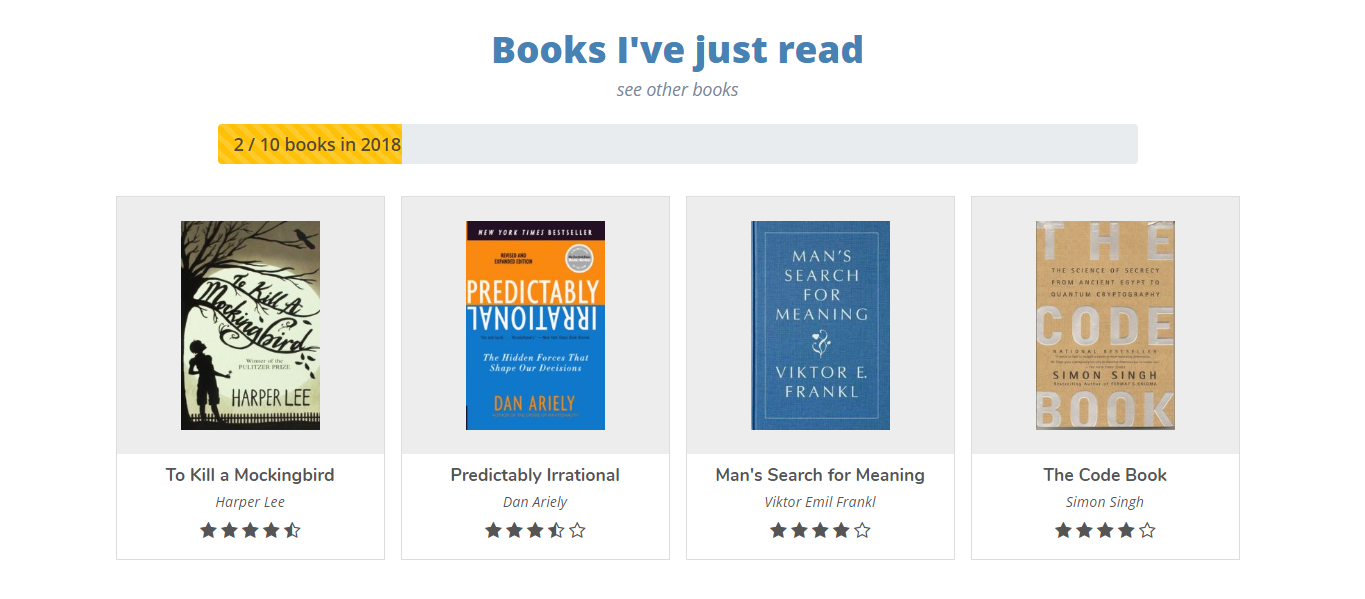 Books I've just read
see other books
2 / 10 books in 2018
To Kill A
Mockingbird
Winner of the
PULITZER PRIZE
HARPER LEE
NEW YORK TIMES BESTSELLER
REVISED AND
EXPANDED EDITION
PREDICTABLY
IRRATIONAL
The Hidden Forces That
Shape Our Decisions
DAN ARIELY
MAN'S
SEARCH
FOR
MEANING
VIKTOR E.
FRANKL
THE
THE SCIENCE OF SECRECY
FROM ANCIENT EGYPT TO
QUANTUM CRYPTOGRAPHY
CODE
NATIONAL BESTSELLER
SIMON SINGH
Bestselling Author of FERMAT'S ENIGMA
BOOK
To Kill a Mockingbird
Harper Lee
Predictably Irrational
Dan Ariely
Man's Search for Meaning
Viktor Emil Frankl
The Code Book
Simon Singh